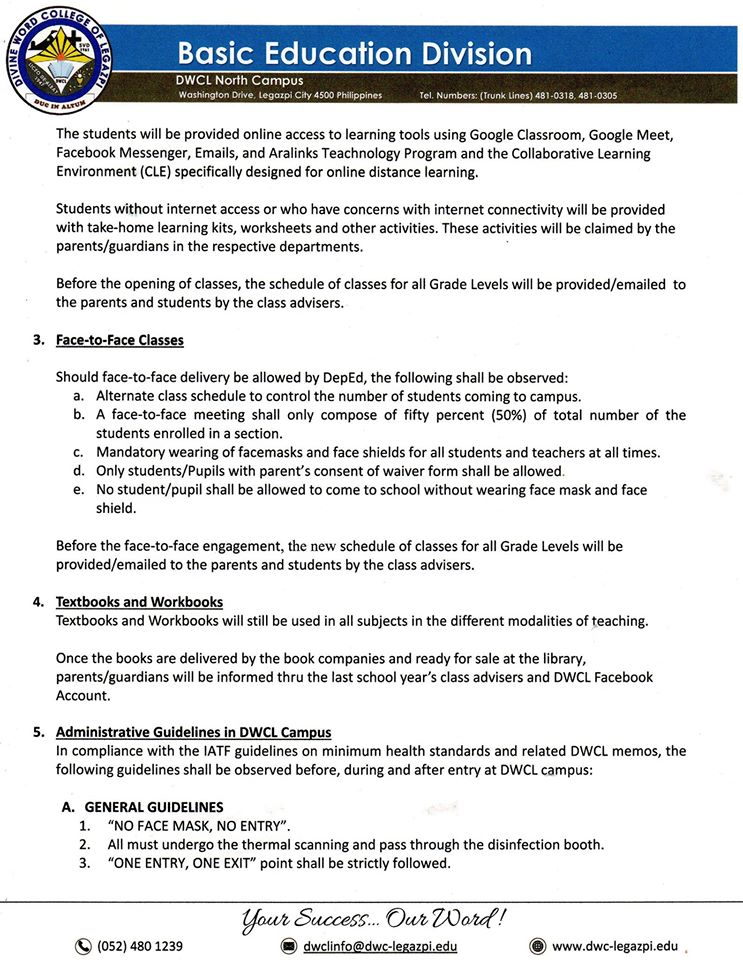 DIVINE WORD COLLEGE OF LEGAZPI
SVD
1961
DWCL
DUC IN ALTUM
Basic Education Division
DWCL North Campus
Washington Drive, Legazpi City 4500 Philippines Tel. Numbers: (Trunk Lines) 481-0318, 481-0305
The students will be provided online access to learning tools using Google Classroom, Google Meet,
Facebook Messenger, Emails, and Aralinks Teachnology Program and the Collaborative Learning
Environment (CLE) specifically designed for online distance learning.
Students without internet access or who have concerns with internet connectivity will be provided
with take-home learning kits, worksheets and other activities. These activities will be claimed by the
parents/guardians in the respective departments.
Before the opening of classes, the schedule of classes for all Grade Levels will be provided/emailed to
the parents and students by the class advisers.
3. Face-to-Face Classes
Should face-to-face delivery be allowed by DepEd, the following shall be observed:
a. Alternate class schedule to control the number of students coming to campus.
b. A face-to-face meeting shall only compose of fifty percent (50%) of total number of the
students enrolled in a section.
c. Mandatory wearing of facemasks and face shields for all students and teachers at all times.
d. Only students/Pupils with parent's consent of waiver form shall be allowed.
e. No student/pupil shall be allowed to come to school without wearing face mask and face
shield.
Before the face-to-face engagement, the new schedule of classes for all Grade Levels will be
provided/emailed to the parents and students by the class advisers.
4. Textbooks and Workbooks
Textbooks and Workbooks will still be used in all subjects in the different modalities of teaching.
Once the books are delivered by the book companies and ready for sale at the library,
parents/guardians will be informed thru the last school year's class advisers and DWCL Facebook
Account.
5. Administrative Guidelines in DWCL Campus
In compliance with the IATF guidelines on minimum health standards and related DWCL memos, the
following guidelines shall be observed before, during and after entry at DWCL campus:
A. GENERAL GUIDELINES
1. “NO FACE MASK, NO ENTRY”.
2. All must undergo the thermal scanning and pass through the disinfection booth.
3. “ONE ENTRY, ONE EXIT” point shall be strictly followed.
Your Success... Our Word!
(052) 480 1239 dwclinfo@dwc-legazpi.edu www.dwc-legazpi.edu